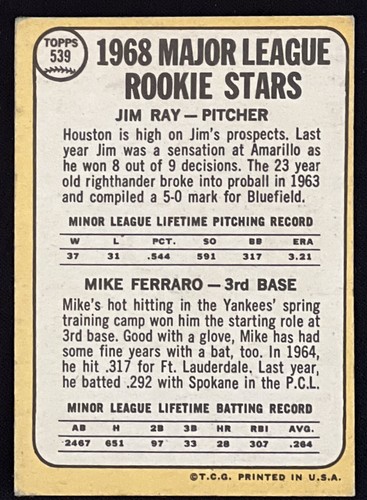 TOPPS
539
1968 MAJOR LEAGUE
ROOKIE STARS
JIM RAY — PITCHER
Houston is high on Jim's prospects. Last
year Jim was a sensation at Amarillo as
he won 8 out of 9 decisions. The 23 year
old righthander broke into proball in 1963
and compiled a 5-0 mark for Bluefield.
MINOR LEAGUE LIFETIME PITCHING RECORD
W L PCT. SO BB ERA
37 31 .544 591 317 3.21
MIKE FERRARO — 3rd BASE
Mike's hot hitting in the Yankees' spring
training camp won him the starting role at
3rd base. Good with a glove, Mike has had
some fine years with a bat, too. In 1964,
he hit .317 for Ft. Lauderdale. Last year,
he batted .292 with Spokane in the P.C.L.
MINOR LEAGUE LIFETIME BATTING RECORD
AB H 2B 3B HR RBI AVG.
2467 651 97 33 28 307 .264
©T.C.G. PRINTED IN U.S.A.